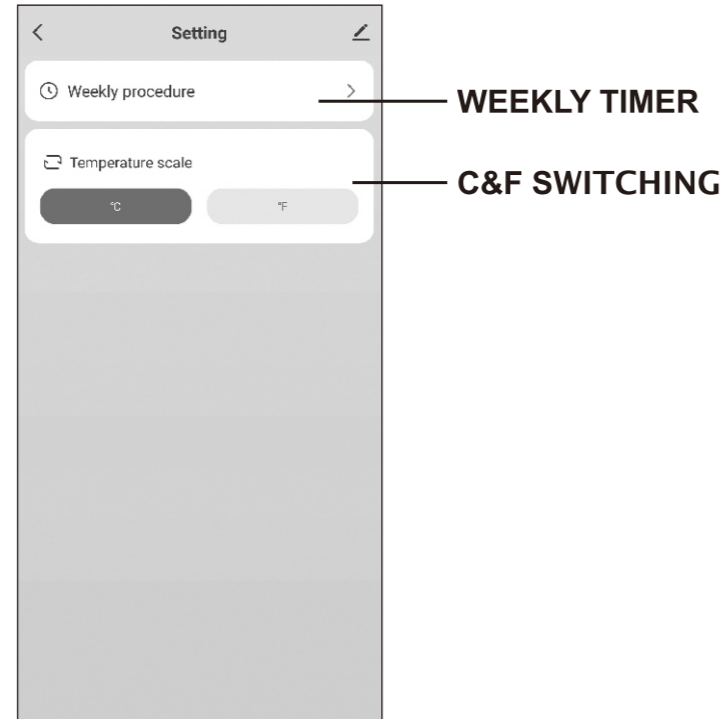 Setting
Weekly procedure
WEEKLY TIMER
Temperature scale
C&F SWITCHING
°C
°F